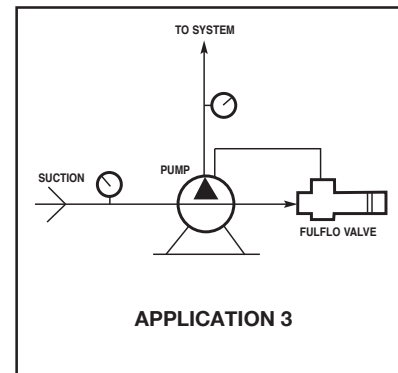 TO SYSTEM
PUMP
SUCTION
FULFLO VALVE
APPLICATION 3